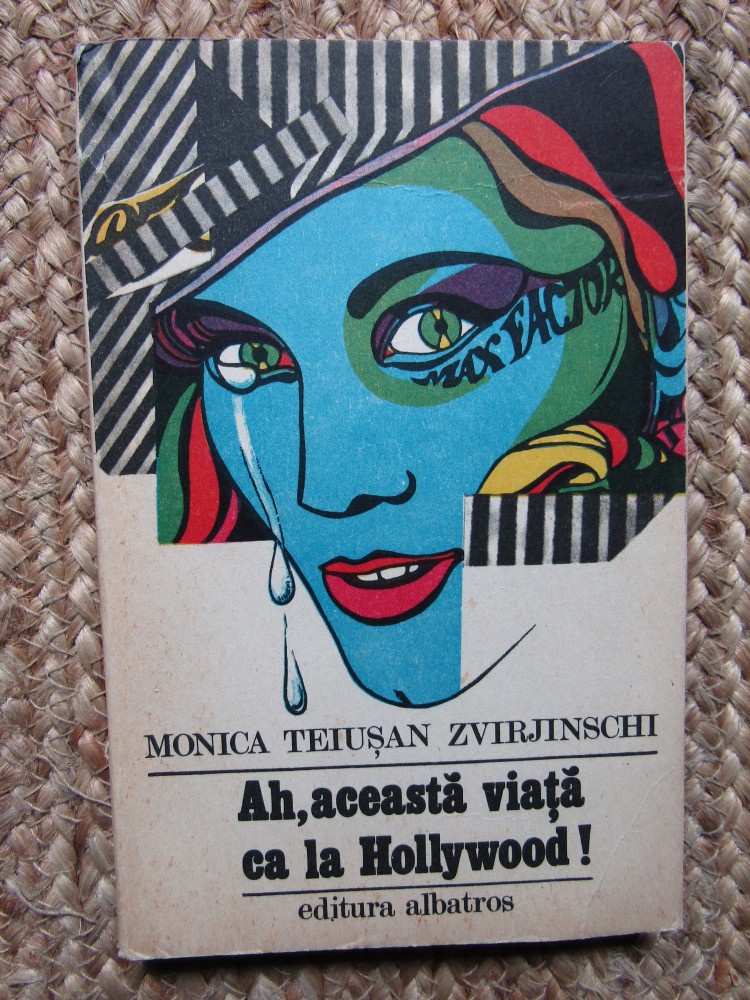 MAX FACTOR
MONICA TEIUȘAN ZVIRJINSCHI
Ah, această viață
ca la Hollywood!
editura albatros